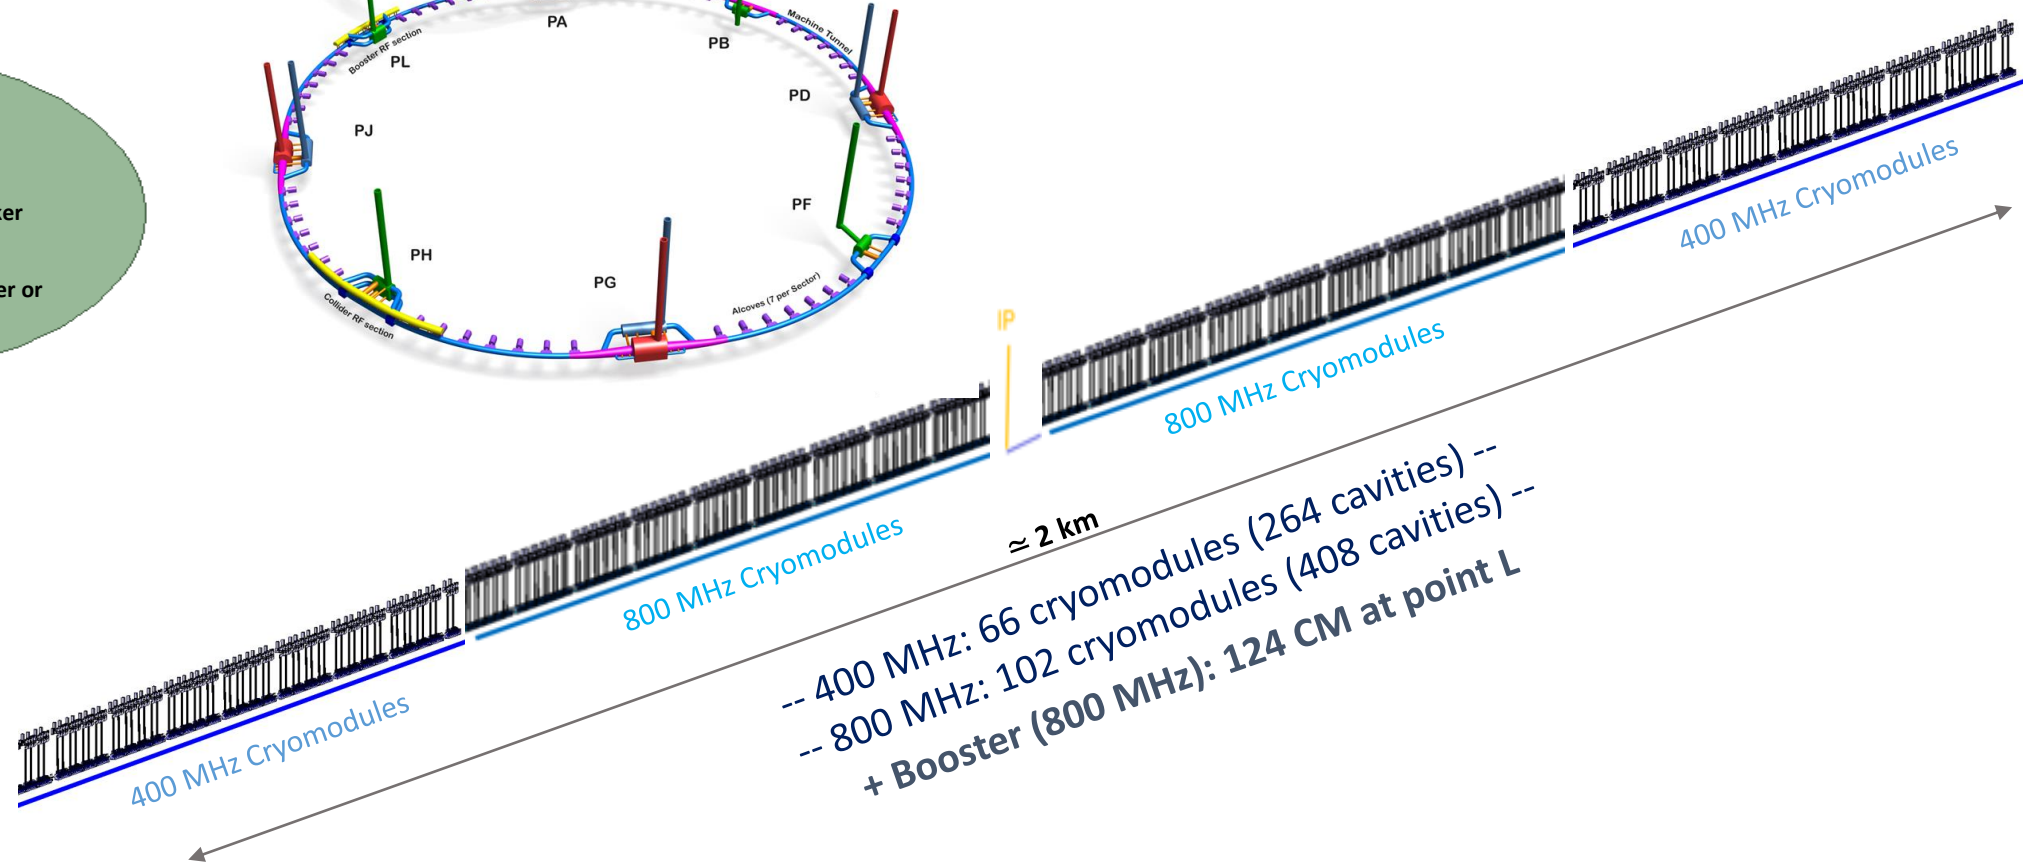 PA
PB
Machine Tunnel
Booster RF section
PL
PD
PJ
PF
PH
PG
Alcoves (7 per Sector)
Collider RF section
er or
IP
400 MHz Cryomodules
800 MHz Cryomodules
800 MHz Cryomodules
400 MHz Cryomodules
≃ 2 km
-- 400 MHz: 66 cryomodules (264 cavities) --
-- 800 MHz: 102 cryomodules (408 cavities) --
+ Booster (800 MHz): 124 CM at point L